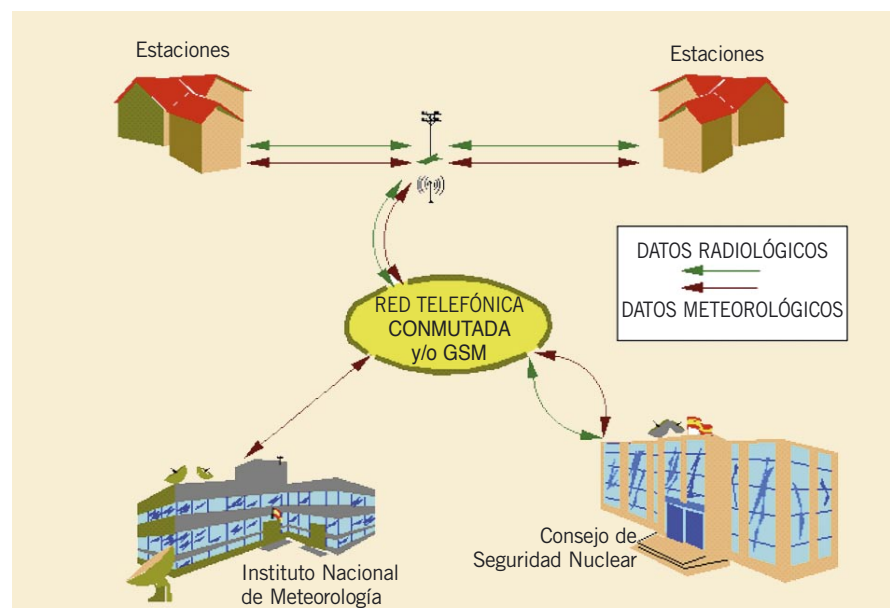 Estaciones
Estaciones
DATOS RADIOLÓGICOS
DATOS METEOROLÓGICOS
RED TELEFÓNICA
CONMUTADA
y/o GSM
Consejo de
Seguridad Nuclear
Instituto Nacional
de Meteorología